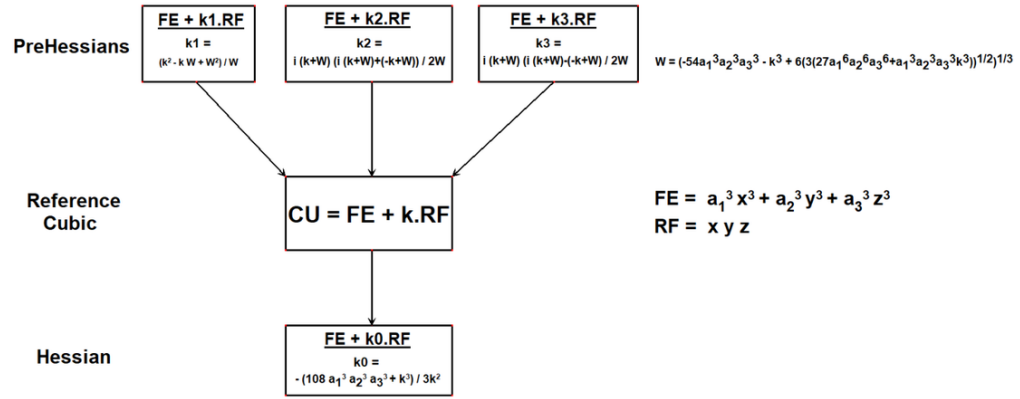 FE + k1.RF
k1 =
(k² - k W + W²) / W
FE + k2.RF
k2 =
i (k+W) (i (k+W)+(-k+W)) / 2W
FE + k3.RF
k3 =
i (k+W) (i (k+W)-(-k+W) / 2W
PreHessians
W = (-54a₁³a₂³a₃³ - k³ + 6(3(27a₁⁶a₂⁶a₃⁶+a₁³a₂³a₃³k³))1/2)1/3
Reference
Cubic
CU = FE + k.RF
FE = a₁³ x³ + a₂³ y³ + a₃³ z³
RF = x y z
Hessian
FE + k0.RF
k0 =
- (108 a₁³ a₂³ a₃³ + k³) / 3k²